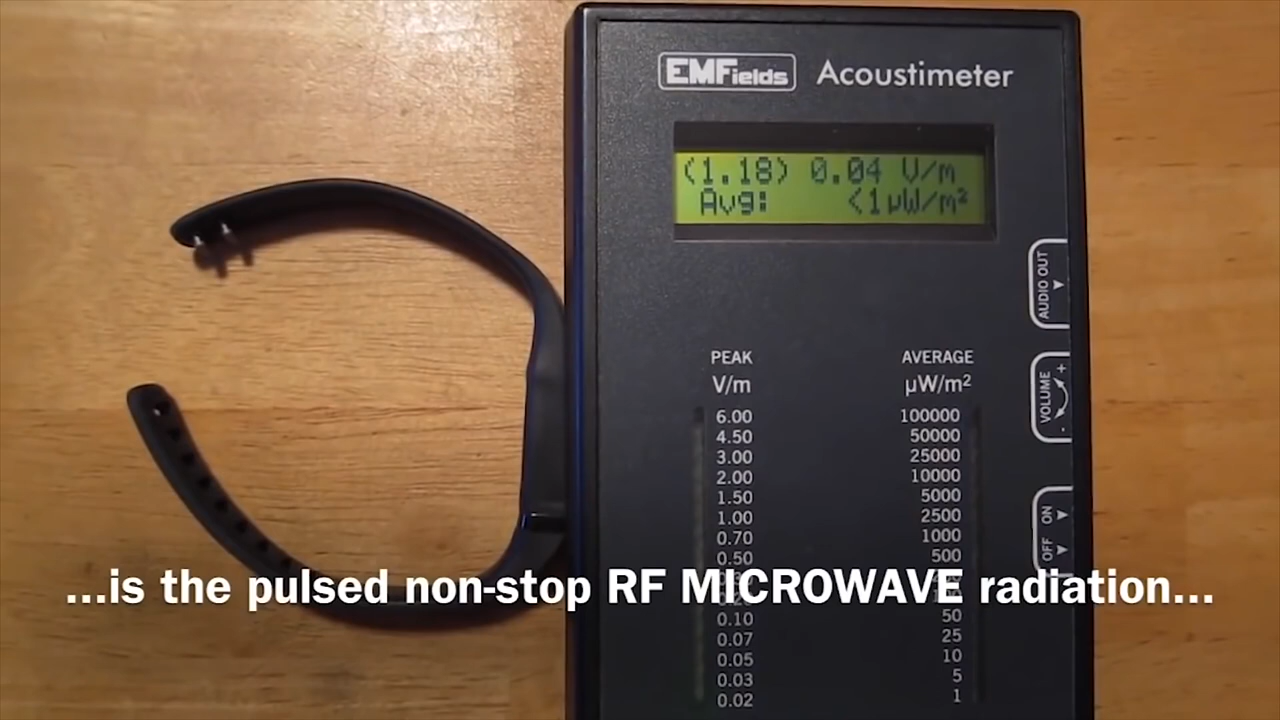 EMFields Acoustimeter
(1.18) 0.04 V/m
Avg: <1µW/m²
AUDIO OUT
PEAK AVERAGE
V/m µW/m²
VOLUME
+
-
6.00 100000
4.50 50000
3.00 25000
2.00 10000
1.50 5000
1.00 2500
0.70 1000
0.50 500
OFF ON
...is the pulsed non-stop RF MICROWAVE radiation...
0.10 50
0.07 25
0.05 10
0.03 5
0.02 1